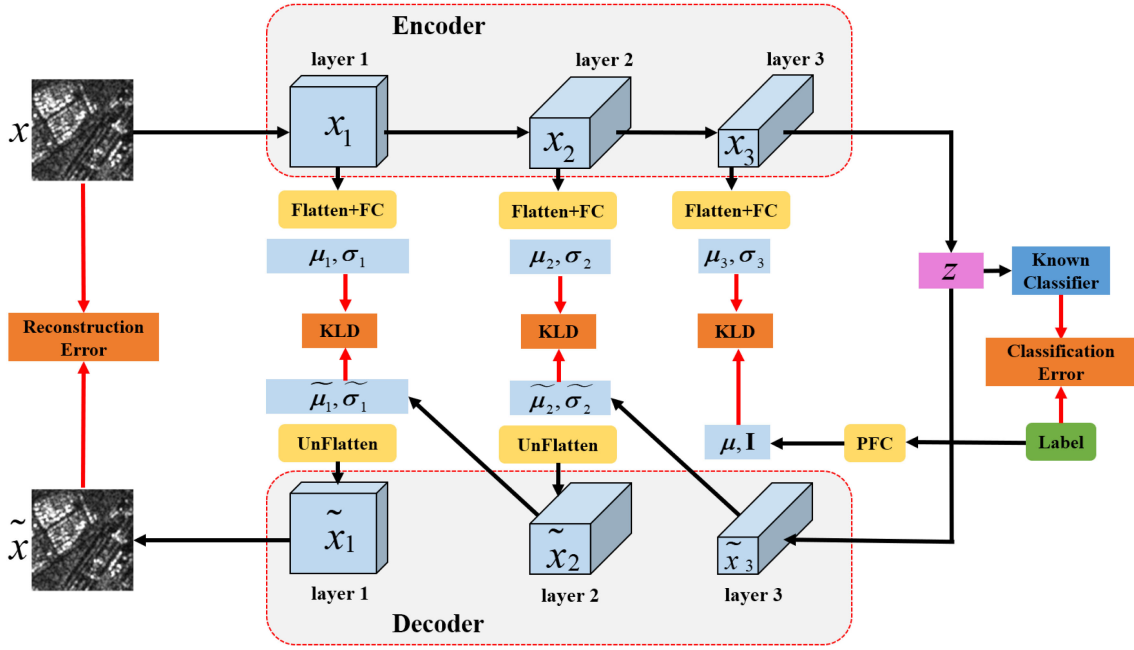 Encoder
layer 1
layer 2
layer 3
x
x₁
x₂
x₃
Flatten+FC
Flatten+FC
Flatten+FC
μ₁, σ₁
μ₂, σ₂
μ₃, σ₃
z
Known
Classifier
Reconstruction
Error
KLD
KLD
KLD
Classification
Error
μ̃₁, σ̃₁
μ̃₂, σ̃₂
μ, I
PFC
Label
UnFlatten
UnFlatten
x̃
x̃₁
x̃₂
x̃₃
layer 1
layer 2
layer 3
Decoder